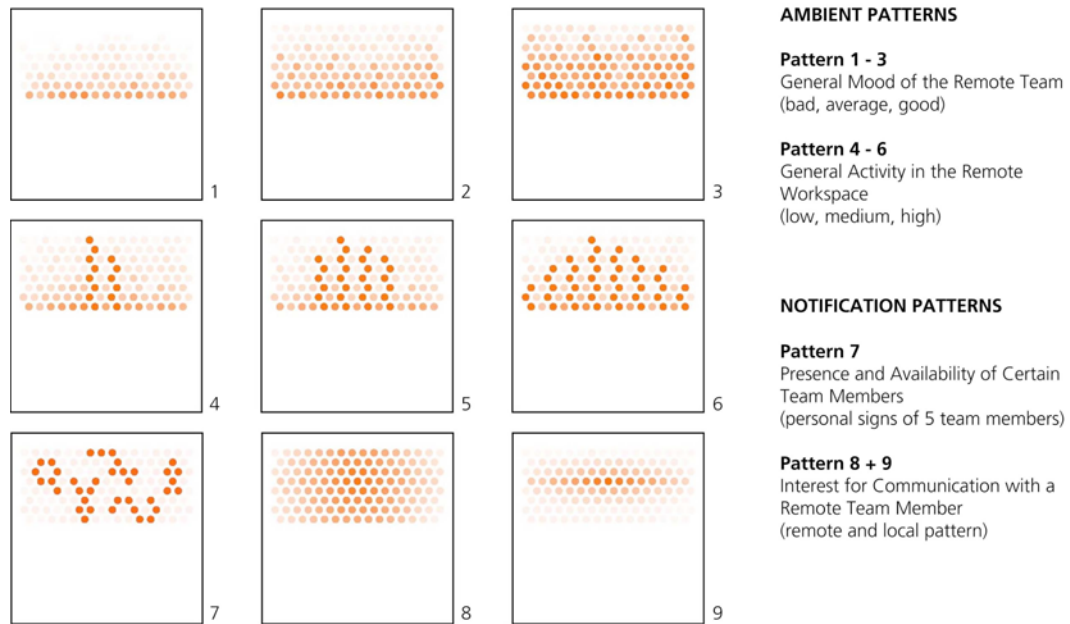 1
2
3
4
5
6
7
8
9
AMBIENT PATTERNS
Pattern 1 - 3
General Mood of the Remote Team
(bad, average, good)
Pattern 4 - 6
General Activity in the Remote
Workspace
(low, medium, high)
NOTIFICATION PATTERNS
Pattern 7
Presence and Availability of Certain
Team Members
(personal signs of 5 team members)
Pattern 8 + 9
Interest for Communication with a
Remote Team Member
(remote and local pattern)